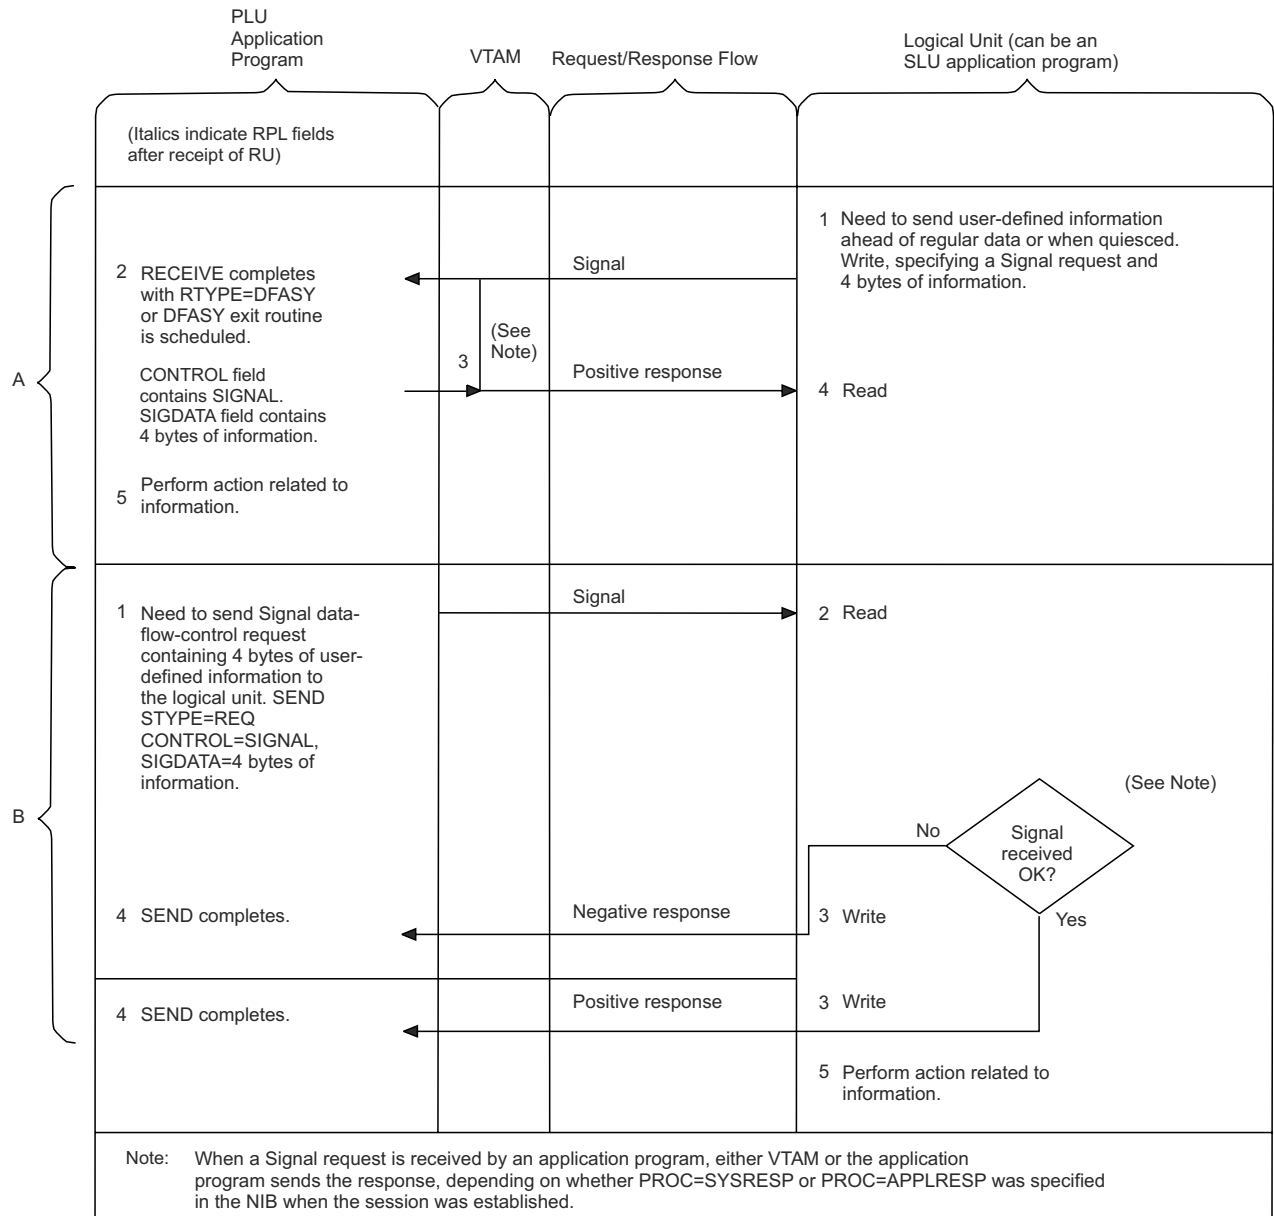 PLU
Application
Program
VTAM
Request/Response Flow
Logical Unit (can be an
SLU application program)
(Italics indicate RPL fields
after receipt of RU)
A
1 Need to send user-defined information
ahead of regular data or when quiesced.
Write, specifying a Signal request and
4 bytes of information.
Signal
2 RECEIVE completes
with RTYPE=DFASY
or DFASY exit routine
is scheduled.
(See
Note)
3
CONTROL field
contains SIGNAL.
SIGDATA field contains
4 bytes of information.
Positive response
4 Read
5 Perform action related to
information.
B
1 Need to send Signal data-
flow-control request
containing 4 bytes of user-
defined information to
the logical unit. SEND
STYPE=REQ
CONTROL=SIGNAL,
SIGDATA=4 bytes of
information.
Signal
2 Read
(See Note)
Signal
received
OK?
No
Yes
4 SEND completes.
Negative response
3 Write
4 SEND completes.
Positive response
3 Write
5 Perform action related to
information.
Note: When a Signal request is received by an application program, either VTAM or the application
program sends the response, depending on whether PROC=SYSRESP or PROC=APPLRESP was specified
in the NIB when the session was established.